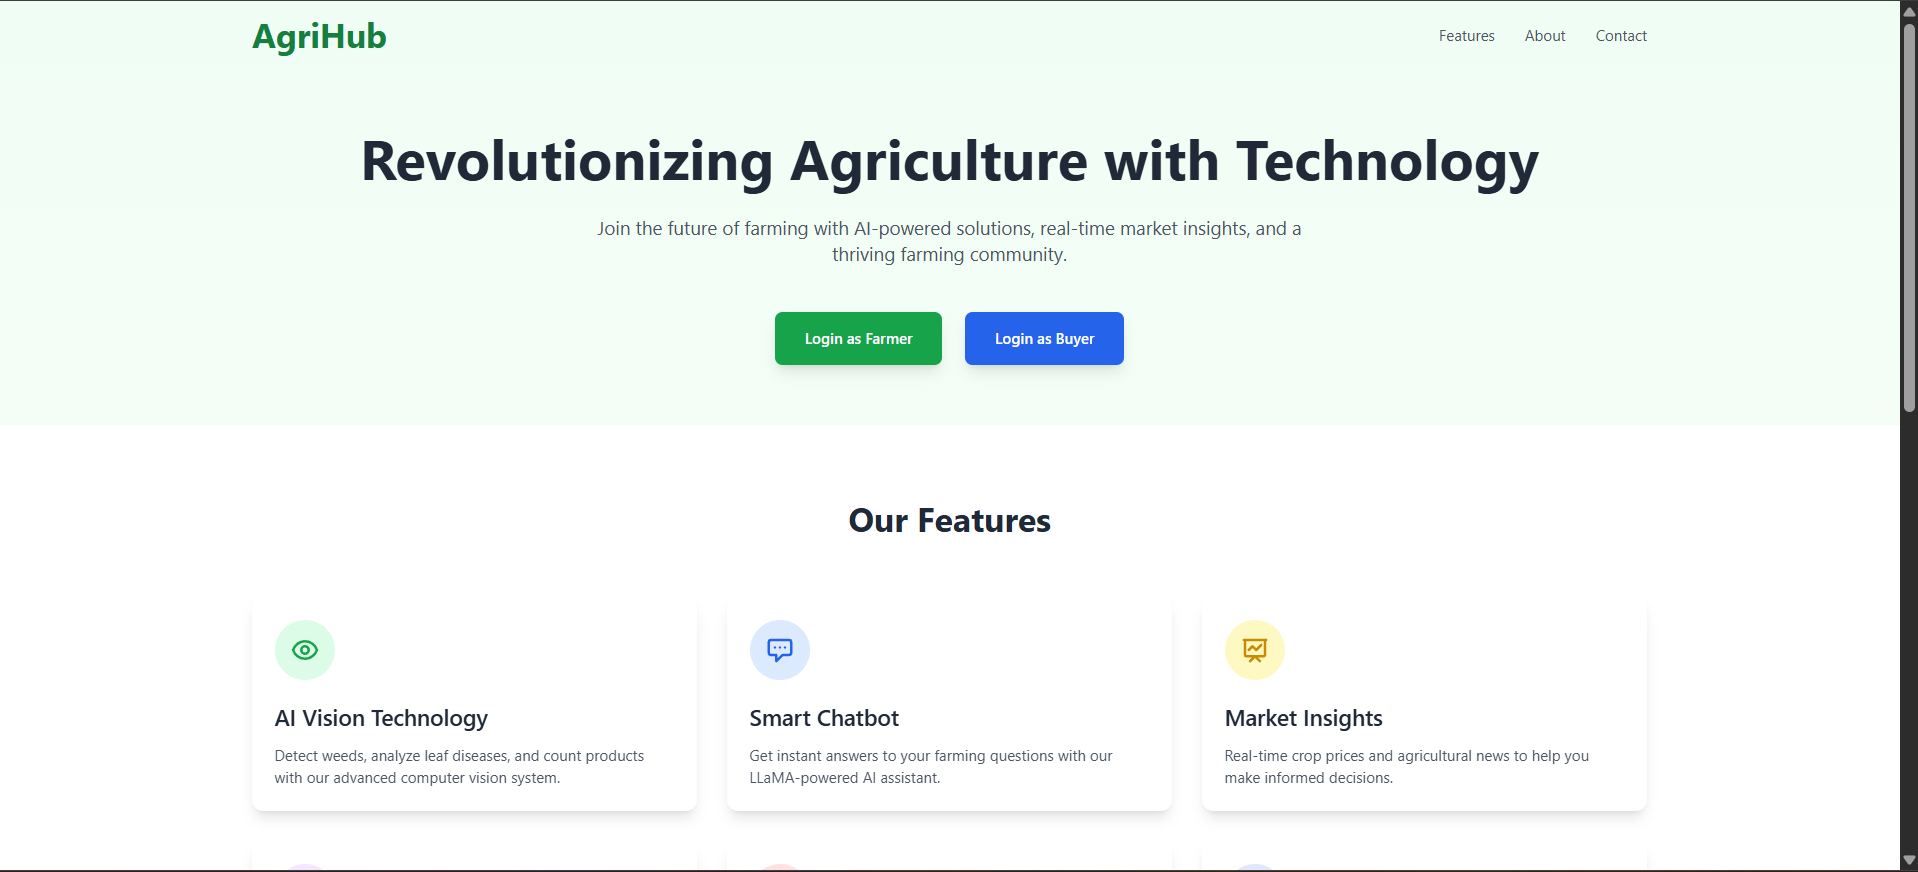 AgriHub
Features
About
Contact
Revolutionizing Agriculture with Technology
Join the future of farming with AI-powered solutions, real-time market insights, and a
thriving farming community.
Login as Farmer
Login as Buyer
Our Features
AI Vision Technology
Detect weeds, analyze leaf diseases, and count products
with our advanced computer vision system.
Smart Chatbot
Get instant answers to your farming questions with our
LLaMA-powered AI assistant.
Market Insights
Real-time crop prices and agricultural news to help you
make informed decisions.